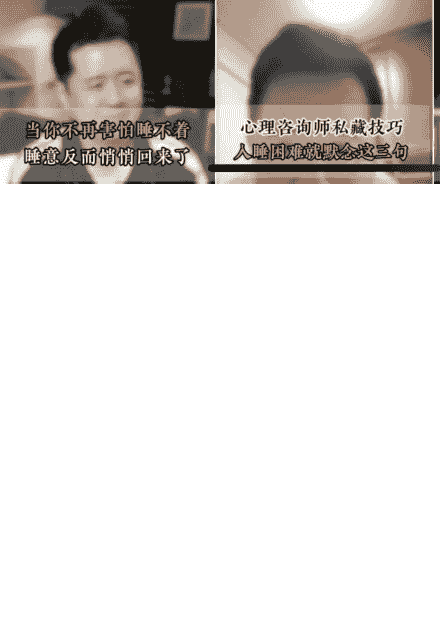 当你不再害怕睡不着
睡意反而悄悄回来了
心理咨询师私藏技巧
入睡困难就默念这三句